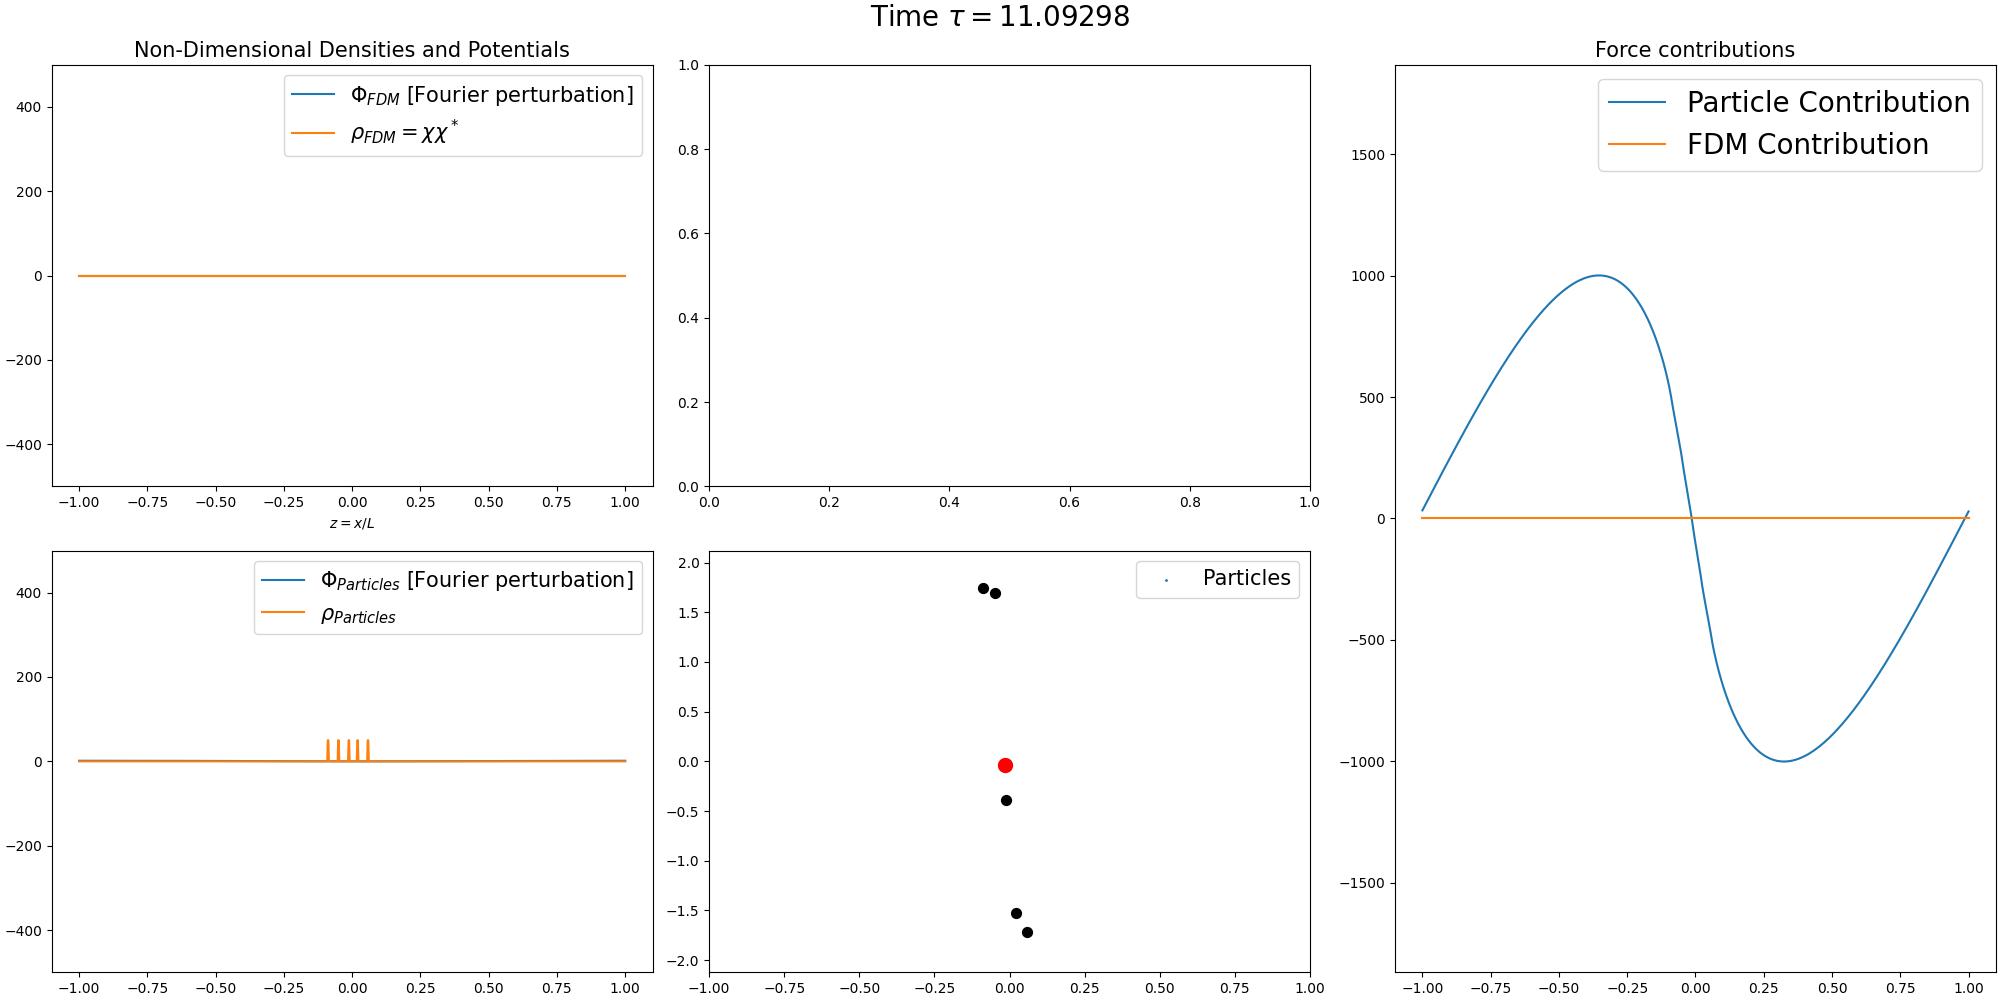 Time τ = 11.09298
Non-Dimensional Densities and Potentials
Φ_FDM [Fourier perturbation]
ρ_FDM = χχ*
400
200
0
−200
−400
−1.00 −0.75 −0.50 −0.25 0.00 0.25 0.50 0.75 1.00
z = x/L
1.0
0.8
0.6
0.4
0.2
0.0
0.0 0.2 0.4 0.6 0.8 1.0
Force contributions
Particle Contribution
FDM Contribution
1500
1000
500
0
−500
−1000
−1500
−1.00 −0.75 −0.50 −0.25 0.00 0.25 0.50 0.75 1.00
Φ_Particles [Fourier perturbation]
ρ_Particles
400
200
0
−200
−400
−1.00 −0.75 −0.50 −0.25 0.00 0.25 0.50 0.75 1.00
Particles
2.0
1.5
1.0
0.5
0.0
−0.5
−1.0
−1.5
−2.0
−1.00 −0.75 −0.50 −0.25 0.00 0.25 0.50 0.75 1.00